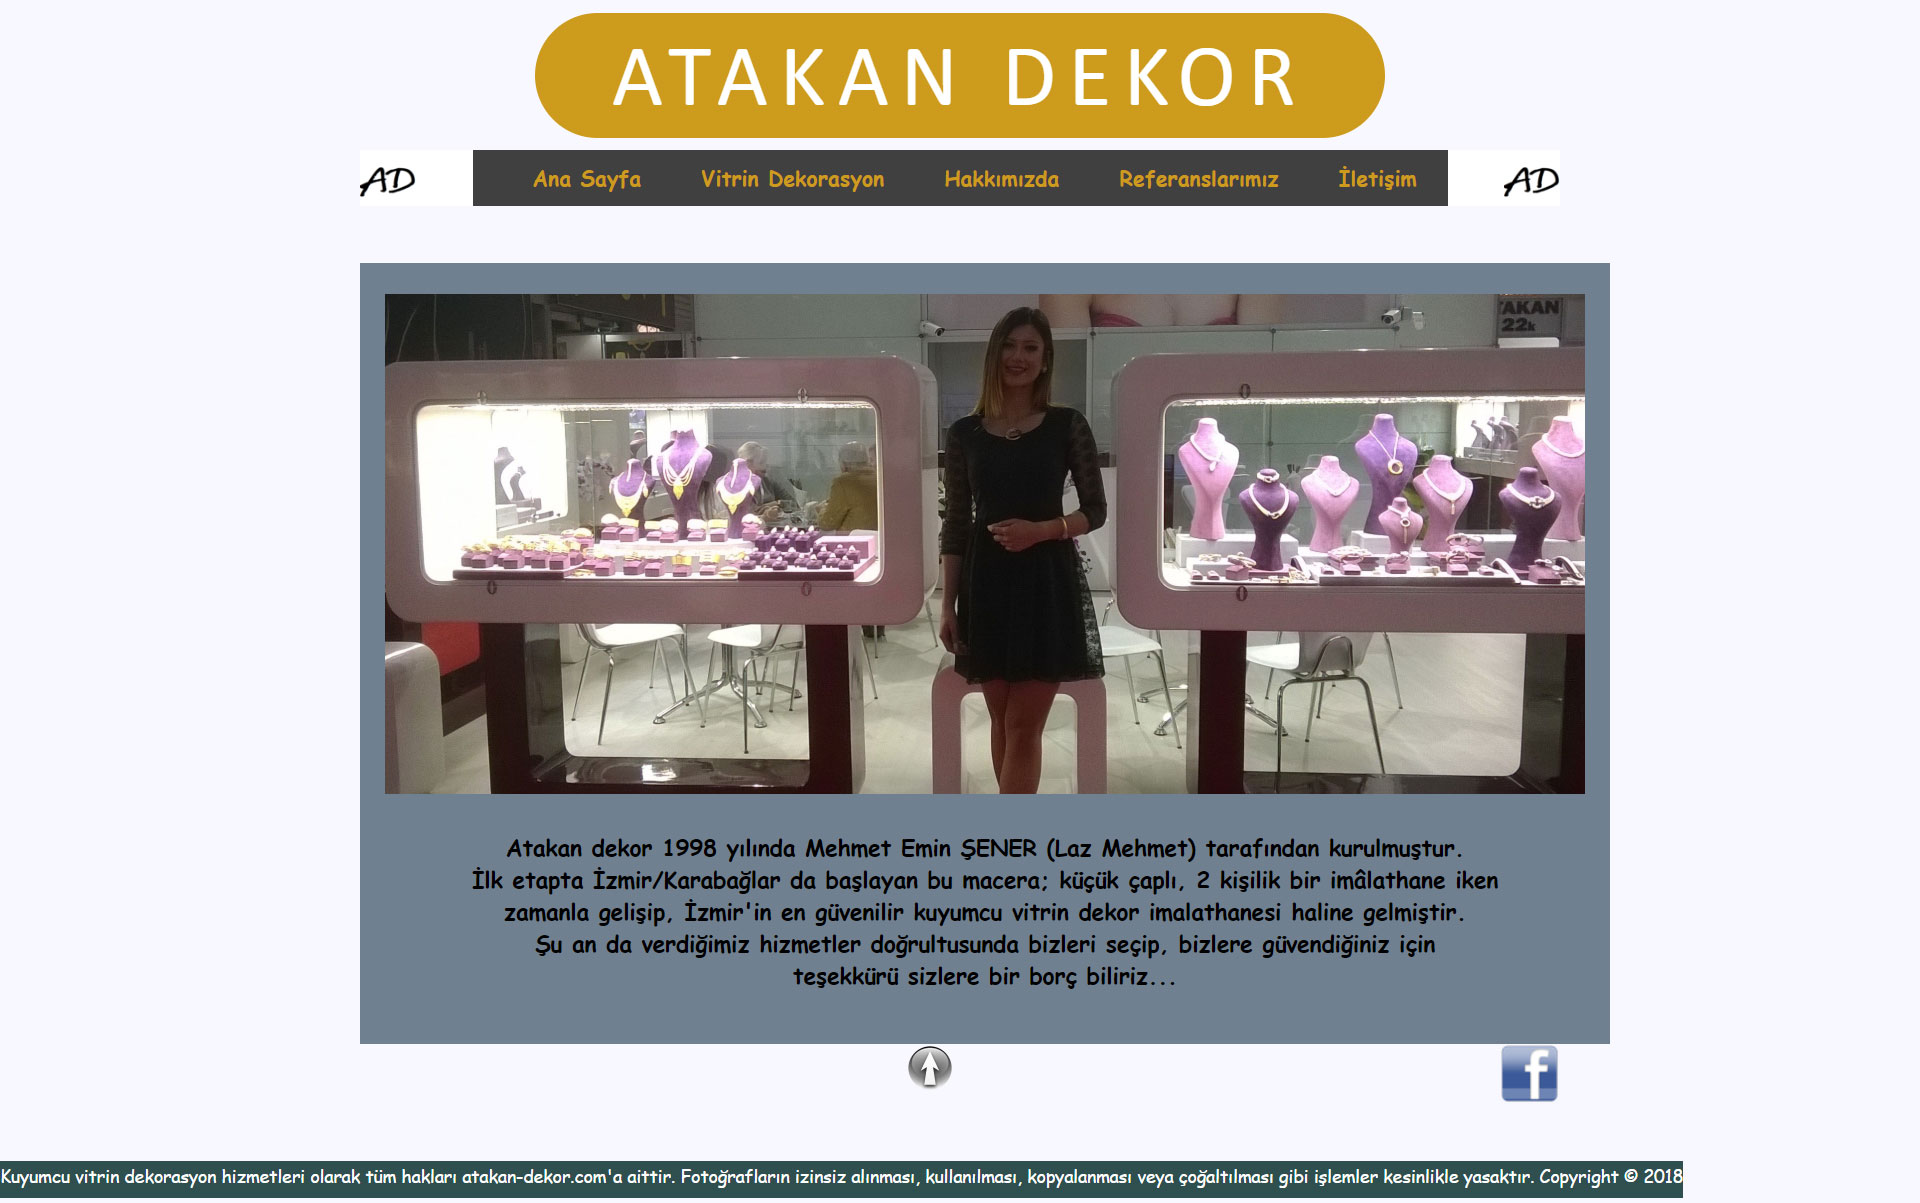 ATAKAN DEKOR
AD
Ana Sayfa
Vitrin Dekorasyon
Hakkımızda
Referanslarımız
İletişim
AD
AKAN
22k
Atakan dekor 1998 yılında Mehmet Emin ŞENER (Laz Mehmet) tarafından kurulmuştur.
İlk etapta İzmir/Karabağlar da başlayan bu macera; küçük çaplı, 2 kişilik bir imâlathane iken
zamanla gelişip, İzmir'in en güvenilir kuyumcu vitrin dekor imalathanesi haline gelmiştir.
Şu an da verdiğimiz hizmetler doğrultusunda bizleri seçip, bizlere güvendiğiniz için
teşekkürü sizlere bir borç biliriz...
f
Kuyumcu vitrin dekorasyon hizmetleri olarak tüm hakları atakan-dekor.com'a aittir. Fotoğrafların izinsiz alınması, kullanılması, kopyalanması veya çoğaltılması gibi işlemler kesinlikle yasaktır. Copyright © 2018